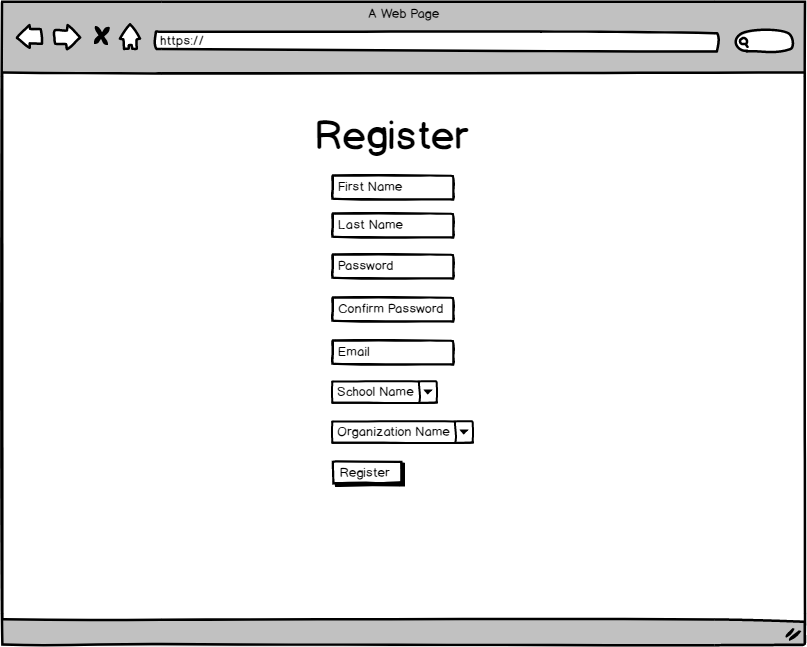 A Web Page
https://
Register
First Name
Last Name
Password
Confirm Password
Email
School Name
Organization Name
Register